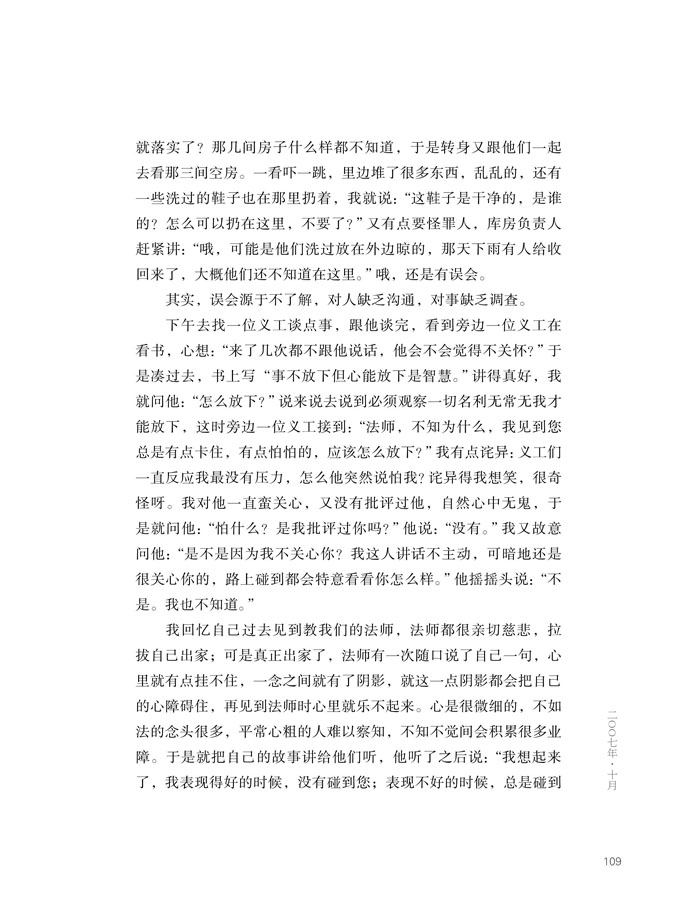 就落实了？那几间房子什么样都不知道，于是转身又跟他们一起
去看那三间空房。一看吓一跳，里边堆了很多东西，乱乱的，还有
一些洗过的鞋子也在那里扔着，我就说：“这鞋子是干净的，是谁
的？怎么可以扔在这里，不要了？”又有点要怪罪人，库房负责人
赶紧讲：“哦，可能是他们洗过放在外边晾的，那天下雨有人给收
回来了，大概他们还不知道在这里。”哦，还是有误会。
其实，误会源于不了解，对人缺乏沟通，对事缺乏调查。
下午去找一位义工谈点事，跟他谈完，看到旁边一位义工在
看书，心想：“来了几次都不跟他说话，他会不会觉得不关怀？”于
是凑过去，书上写“事不放下但心能放下是智慧。”讲得真好，我
就问他：“怎么放下？”说来说去说到必须观察一切名利无常无我才
能放下，这时旁边一位义工接到：“法师，不知为什么，我见到您
总是有点卡住，有点怕怕的，应该怎么放下？”我有点诧异：义工们
一直反应我最没有压力，怎么他突然说怕我？诧异得我想笑，很奇
怪呀。我对他一直蛮关心，又没有批评过他，自然心中无鬼，于
是就问他：“怕什么？是我批评过你吗？”他说：“没有。”我又故意
问他：“是不是因为我不关心你？我这人讲话不主动，可暗地还是
很关心你的，路上碰到都会特意看看你怎么样。”他摇摇头说：“不
是。我也不知道。”
我回忆自己过去见到教我们的法师，法师都很亲切慈悲，拉
拔自己出家；可是真正出家了，法师有一次随口说了自己一句，心
里就有点挂不住，一念之间就有了阴影，就这一点阴影都会把自己
的心障碍住，再见到法师时心里就乐不起来。心是很微细的，不如
法的念头很多，平常心粗的人难以察知，不知不觉间会积累很多业
障。于是就把自己的故事讲给他们听，他听了之后说：“我想起来
了，我表现得好的时候，没有碰到您；表现不好的时候，总是碰到
二〇〇七年·十月
109